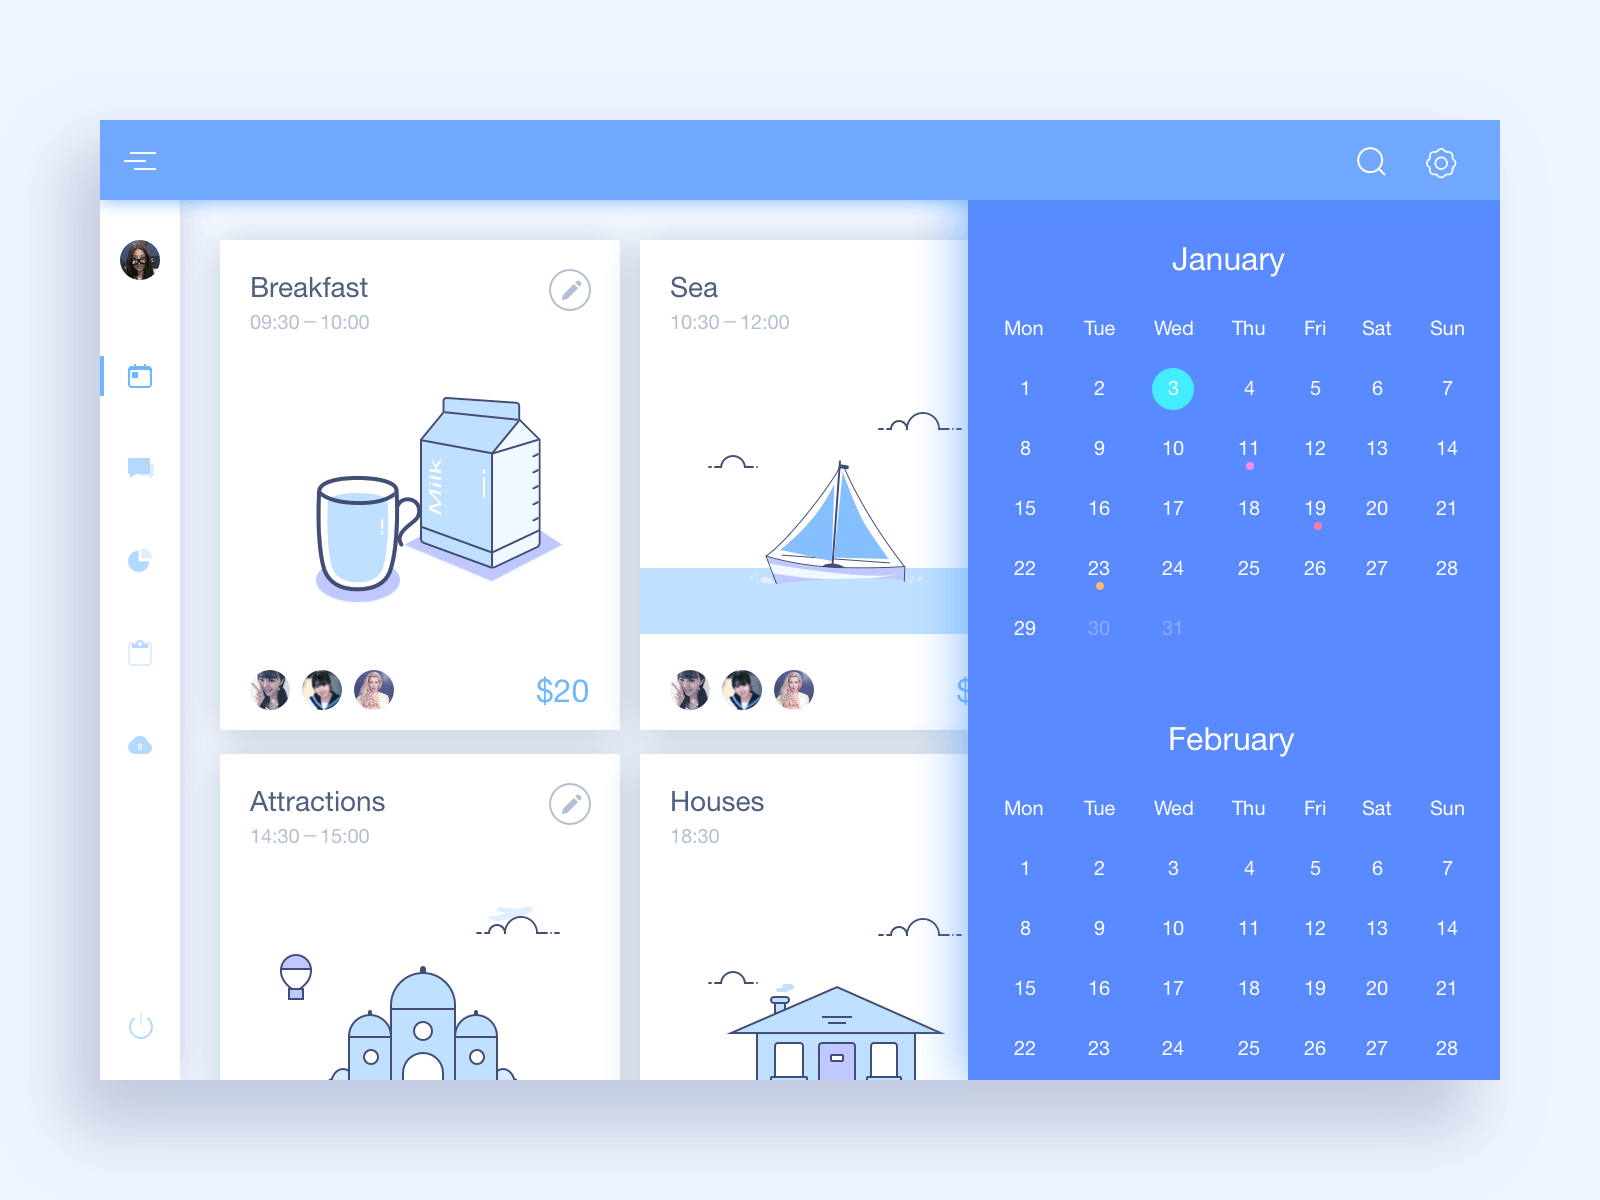 Breakfast
09:30 — 10:00
Milk
$20
Sea
10:30 — 12:00
$
Attractions
14:30 — 15:00
Houses
18:30
January
Mon Tue Wed Thu Fri Sat Sun
1 2 3 4 5 6 7
8 9 10 11 12 13 14
15 16 17 18 19 20 21
22 23 24 25 26 27 28
29 30 31
February
Mon Tue Wed Thu Fri Sat Sun
1 2 3 4 5 6 7
8 9 10 11 12 13 14
15 16 17 18 19 20 21
22 23 24 25 26 27 28